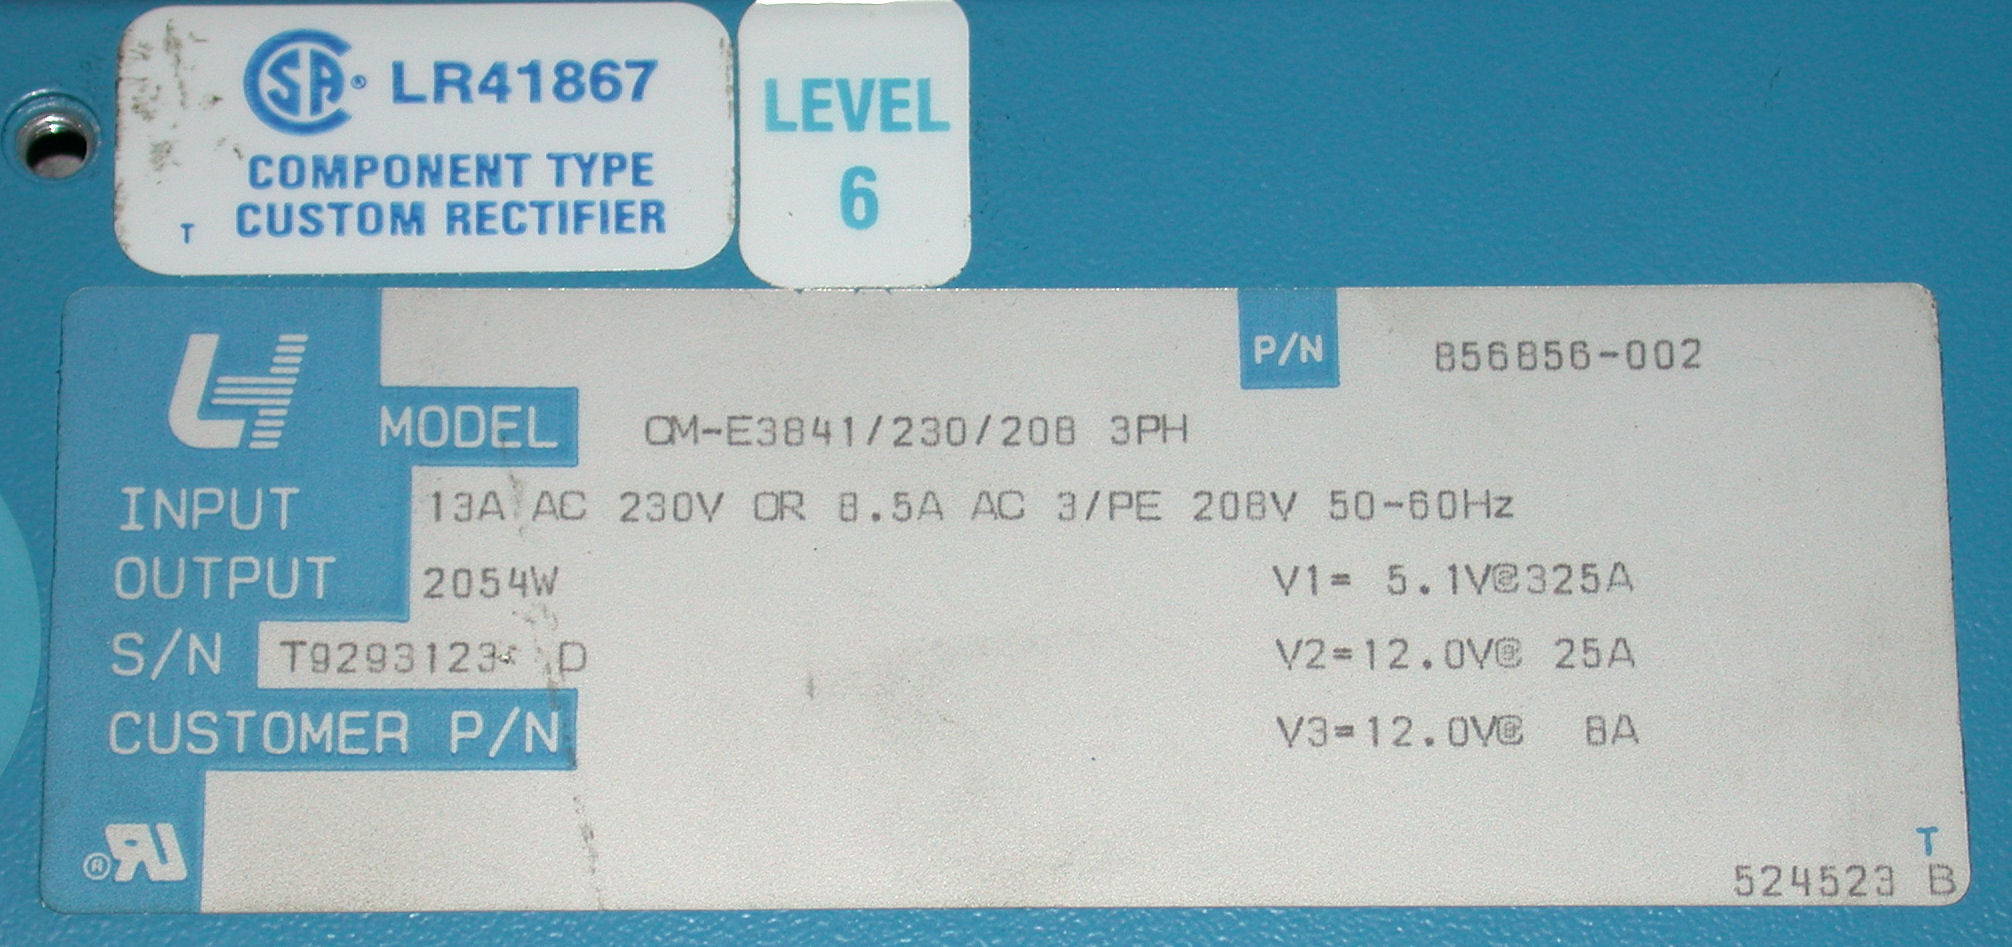 CSA® LR41867
COMPONENT TYPE
T CUSTOM RECTIFIER
LEVEL
6
P/N 856856-002
MODEL CM-E3841/230/208 3PH
INPUT 13A AC 230V OR 8.5A AC 3/PE 208V 50-60Hz
OUTPUT 2054W V1= 5.1V@325A
S/N D V2=12.0V@ 25A
CUSTOMER P/N V3=12.0V@ 8A
T
524523 B